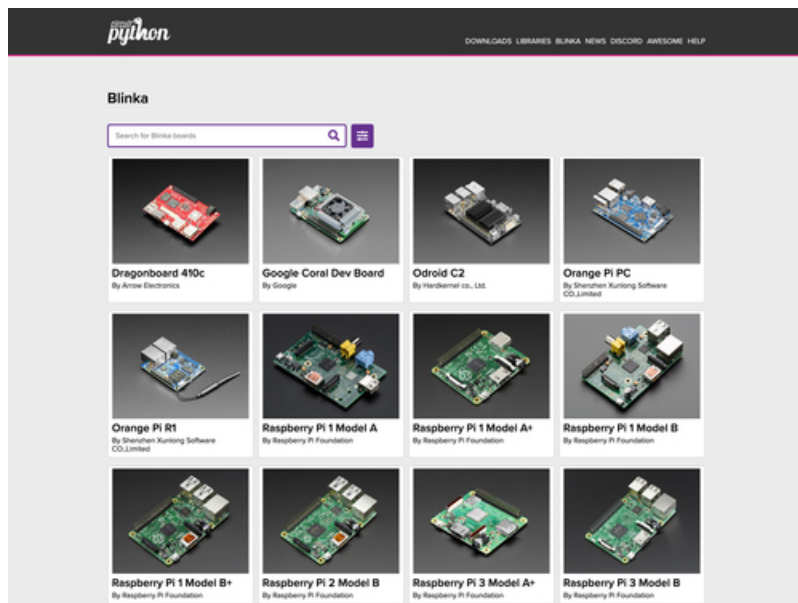 python
DOWNLOADS LIBRARIES BLINKA NEWS DISCORD AWESOME HELP
Blinka
Search for Blinka boards
Dragonboard 410c
By Arrow Electronics
Google Coral Dev Board
By Google
Odroid C2
By Hardkernel co., Ltd.
Orange Pi PC
By Shenzhen Xunlong Software
CO.,Limited
Orange Pi R1
By Shenzhen Xunlong Software
CO.,Limited
Raspberry Pi 1 Model A
By Raspberry Pi Foundation
Raspberry Pi 1 Model A+
By Raspberry Pi Foundation
Raspberry Pi 1 Model B
By Raspberry Pi Foundation
Raspberry Pi 1 Model B+
By Raspberry Pi Foundation
Raspberry Pi 2 Model B
By Raspberry Pi Foundation
Raspberry Pi 3 Model A+
By Raspberry Pi Foundation
Raspberry Pi 3 Model B
By Raspberry Pi Foundation